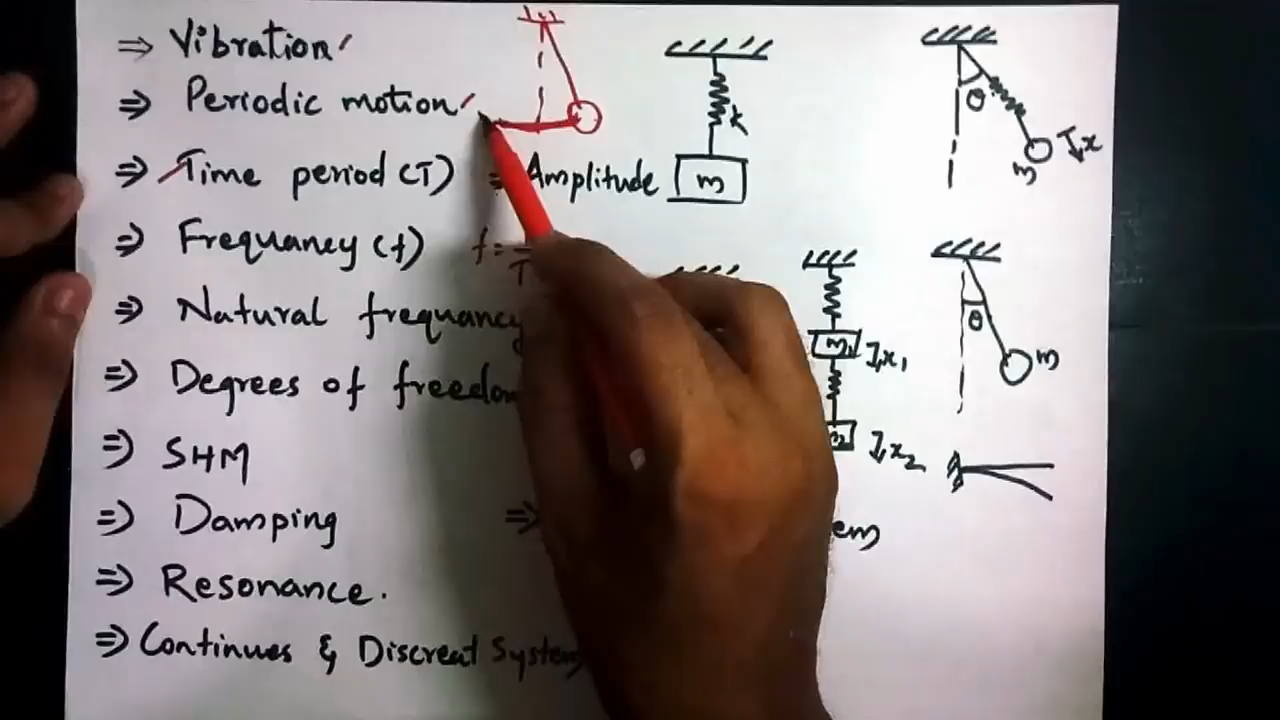 ⇒ Vibration
⇒ Periodic motion
⇒ Time period (T) ⇒ Amplitude
⇒ Frequancy (f) f = 
T
⇒ Natural frequancy
⇒ Degrees of freedom
⇒ SHM
⇒ Damping ⇒
⇒ Resonance.
⇒ Continues & Discreat System
k
m
θ
m
x
m1
x1
x2
θ
m